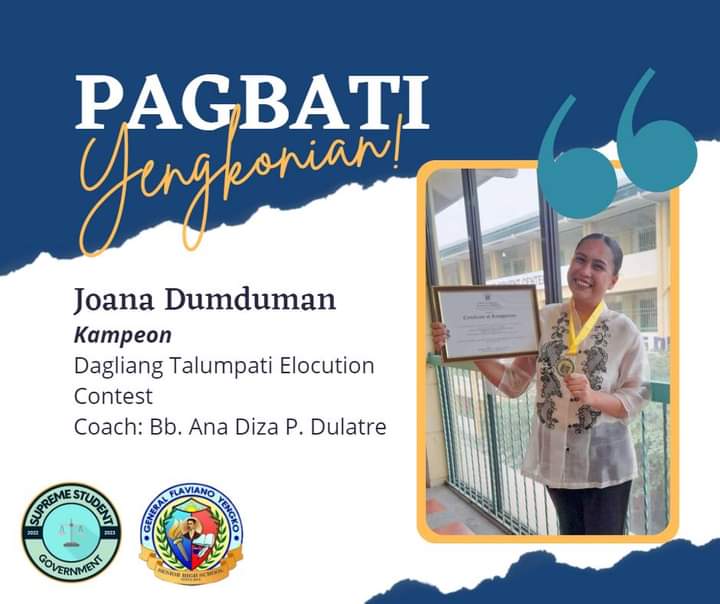 PAGBATI
Yengkonian!
Joana Dumduman
Kampeon
Dagliang Talumpati Elocution
Contest
Coach: Bb. Ana Diza P. Dulatre
Certificate of Recognition
SUPREME STUDENT
2022 2023
GOVERNMENT
GENERAL FLAVIANO YENGKO
SENIOR HIGH SCHOOL